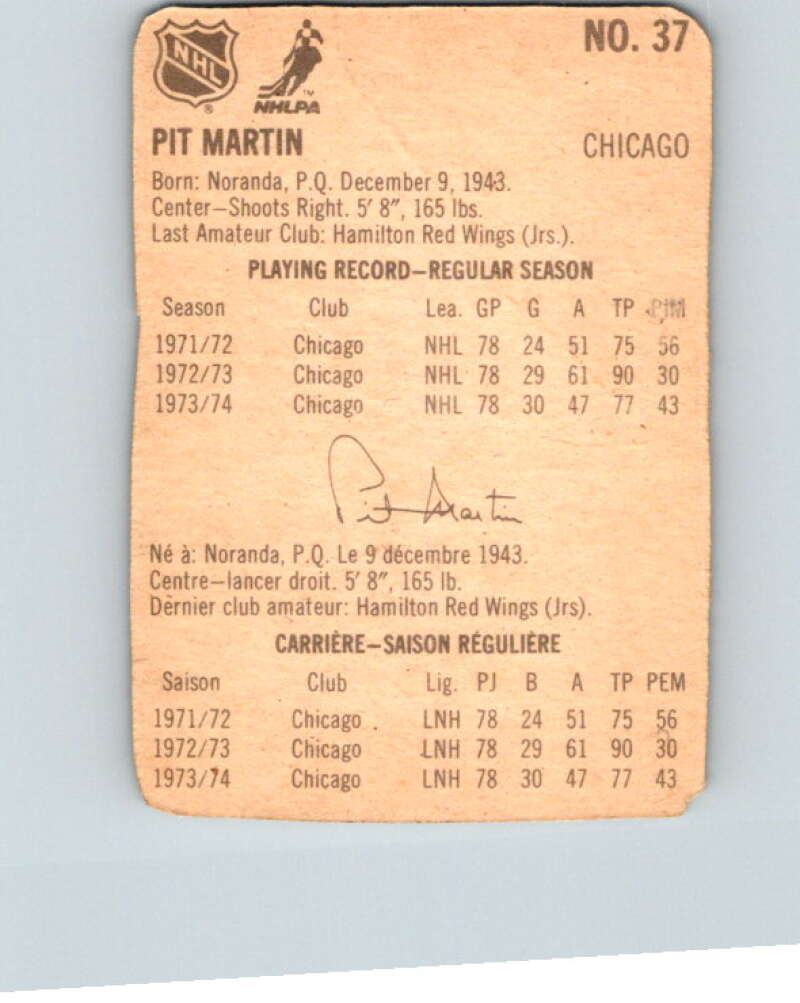 NO. 37
NHL ®
NHLPA ™
PIT MARTIN CHICAGO
Born: Noranda, P.Q. December 9, 1943.
Center—Shoots Right. 5′ 8″, 165 lbs.
Last Amateur Club: Hamilton Red Wings (Jrs.).
PLAYING RECORD—REGULAR SEASON
Season Club Lea. GP G A TP PIM
1971/72 Chicago NHL 78 24 51 75 56
1972/73 Chicago NHL 78 29 61 90 30
1973/74 Chicago NHL 78 30 47 77 43
Pit Martin
Né à: Noranda, P.Q. Le 9 décembre 1943.
Centre—lancer droit. 5′ 8″, 165 lb.
Dernier club amateur: Hamilton Red Wings (Jrs).
CARRIÈRE—SAISON RÉGULIÈRE
Saison Club Lig. PJ B A TP PEM
1971/72 Chicago LNH 78 24 51 75 56
1972/73 Chicago LNH 78 29 61 90 30
1973/74 Chicago LNH 78 30 47 77 43